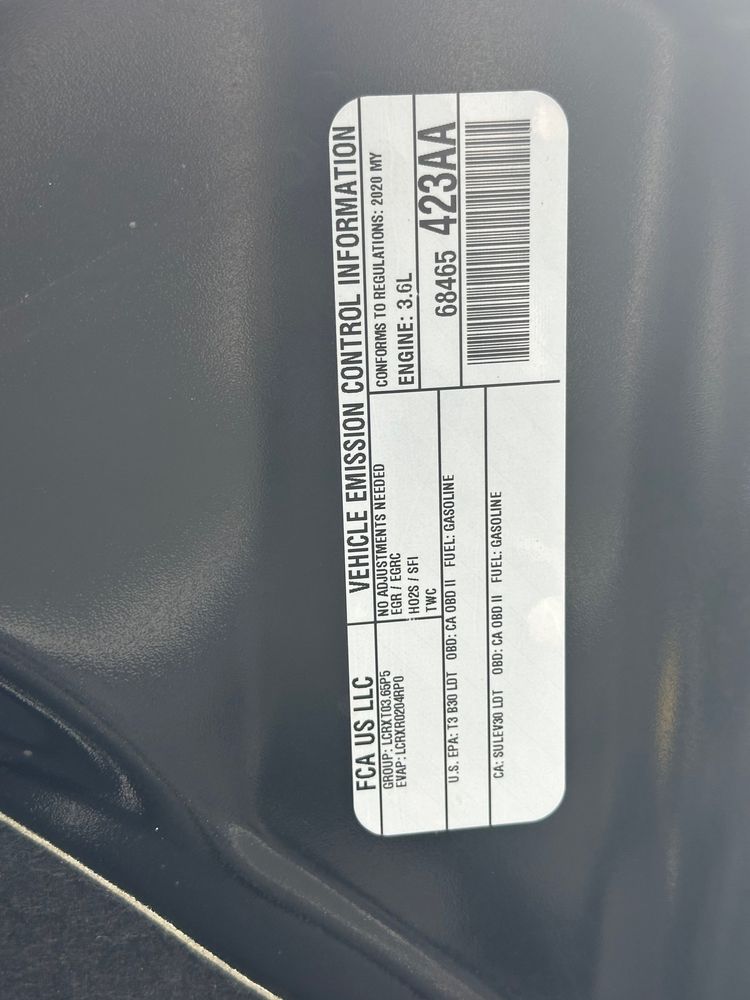 FCA US LLC VEHICLE EMISSION CONTROL INFORMATION
GROUP: LCRXT03.65P5
EVAP: LCRXR0204RP0
NO ADJUSTMENTS NEEDED
EGR / EGRC
HO2S / SFI
TWC
CONFORMS TO REGULATIONS: 2020 MY
ENGINE: 3.6L
68465 423AA
U.S. EPA: T3 B30 LDT OBD: CA OBD II FUEL: GASOLINE
CA: SULEV30 LDT OBD: CA OBD II FUEL: GASOLINE